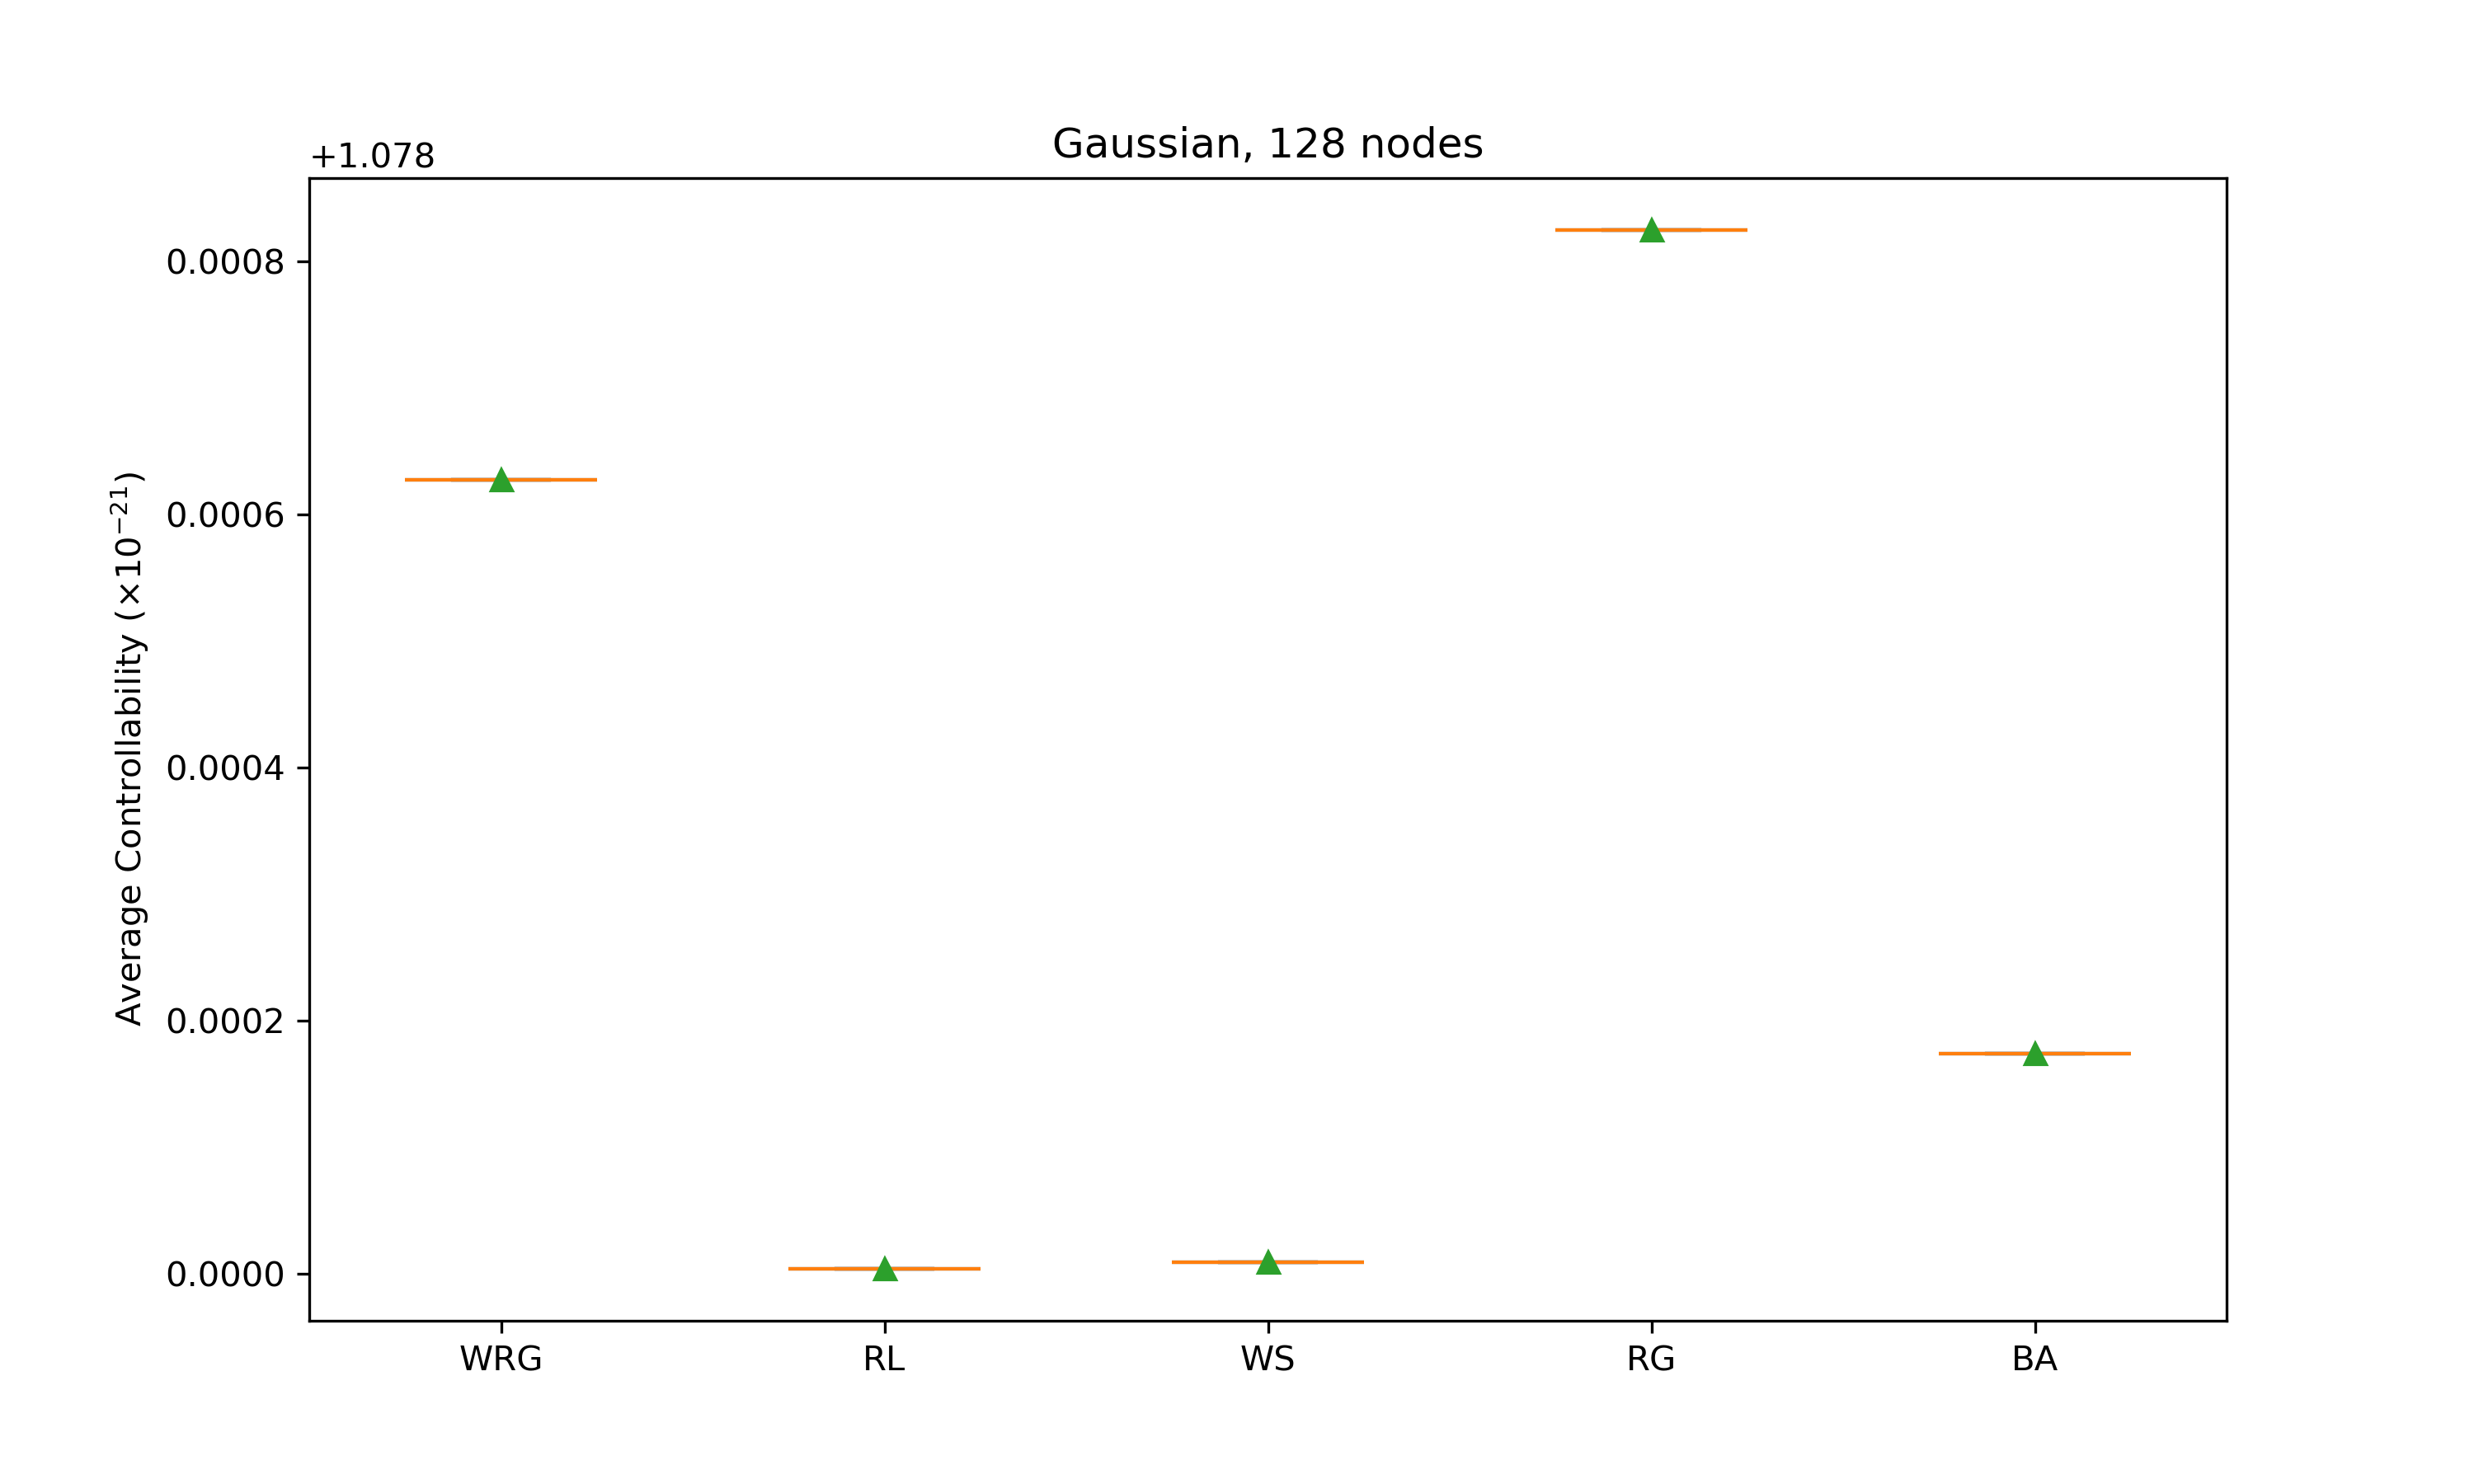 Gaussian, 128 nodes
+1.078
0.0008
0.0006
0.0004
0.0002
0.0000
Average Controllability (×10⁻²¹)
WRG RL WS RG BA